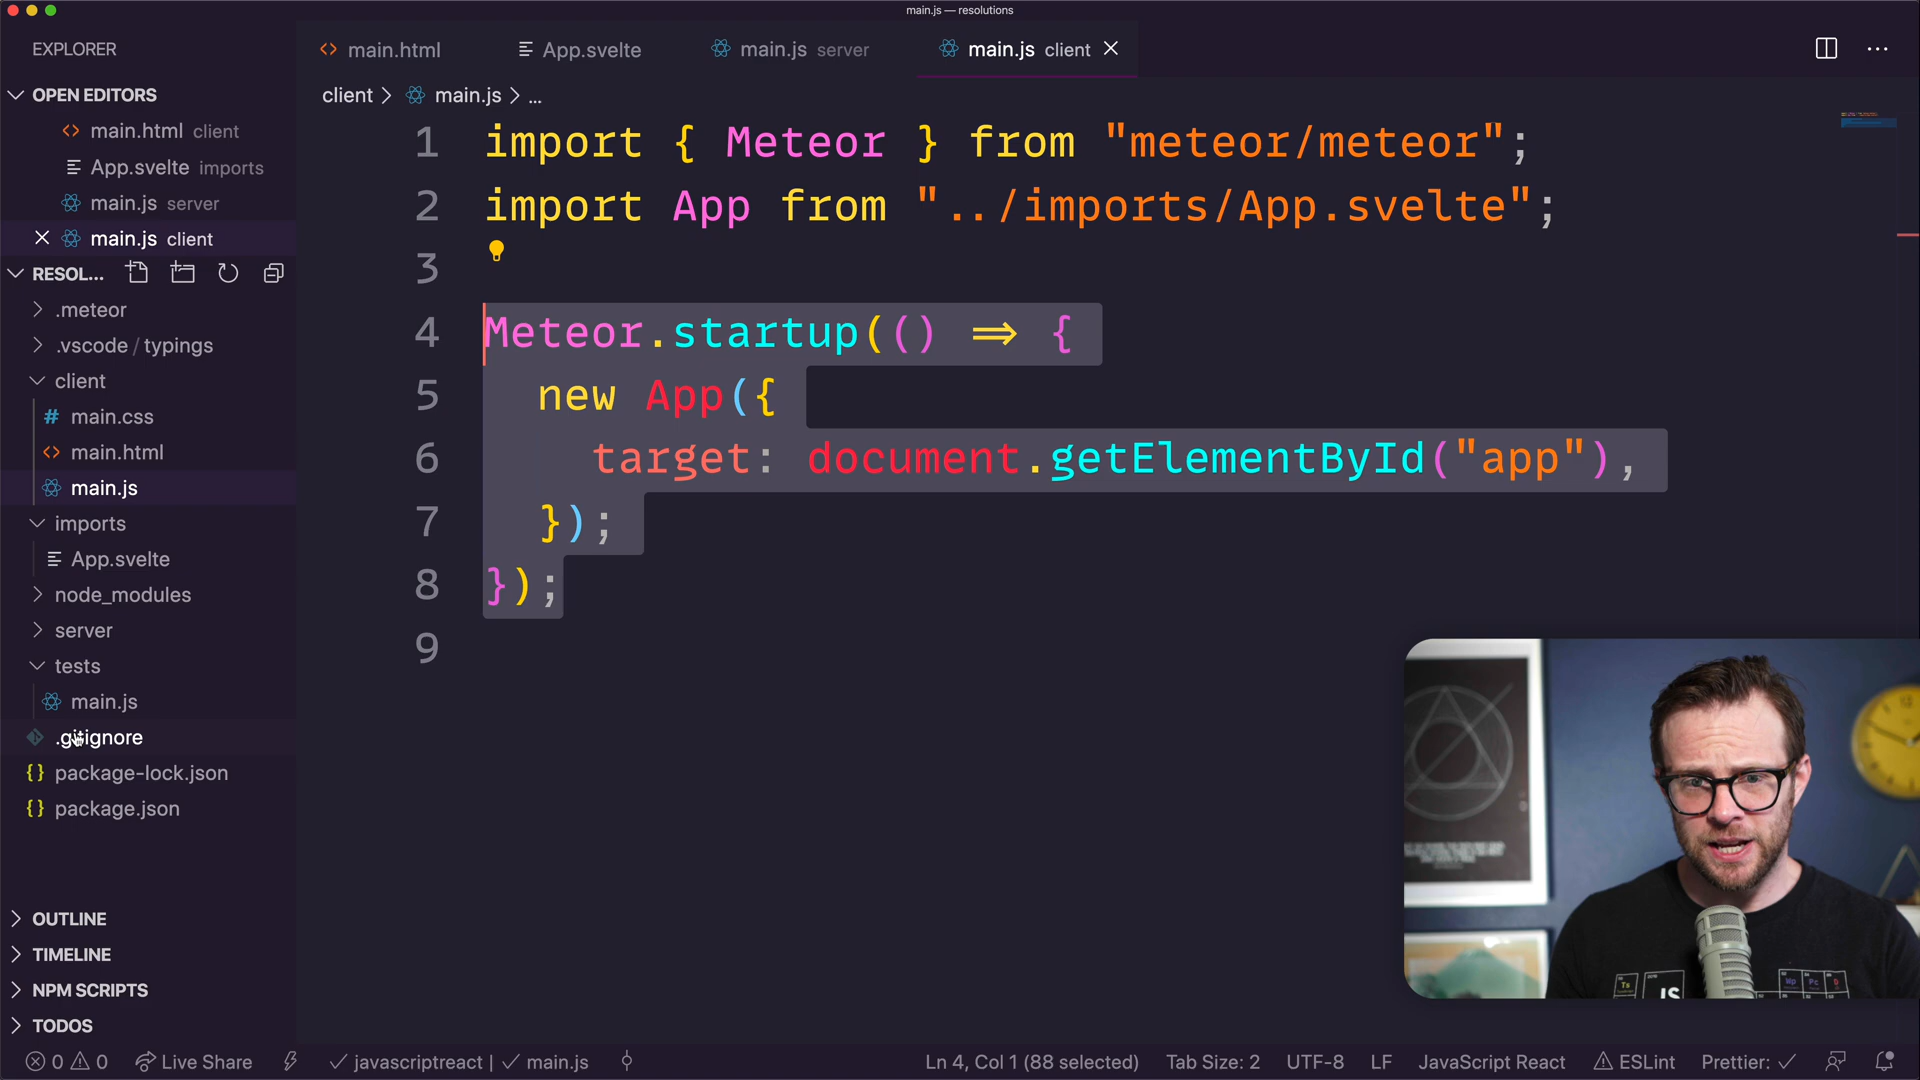 main.js — resolutions
EXPLORER
main.html
App.svelte
main.js server
main.js client
OPEN EDITORS
main.html client
App.svelte imports
main.js server
main.js client
RESOL...
.meteor
.vscode / typings
client
main.css
main.html
main.js
imports
App.svelte
node_modules
server
tests
main.js
.gitignore
package-lock.json
package.json
OUTLINE
TIMELINE
NPM SCRIPTS
TODOS
client > main.js > ...
1 import { Meteor } from "meteor/meteor";
2 import App from "../imports/App.svelte";
3
4 Meteor.startup(() => {
5 new App({
6 target: document.getElementById("app"),
7 });
8 });
9
Ts JS Wp Pc
0 0 Live Share javascriptreact | main.js Ln 4, Col 1 (88 selected) Tab Size: 2 UTF-8 LF JavaScript React ESLint Prettier: